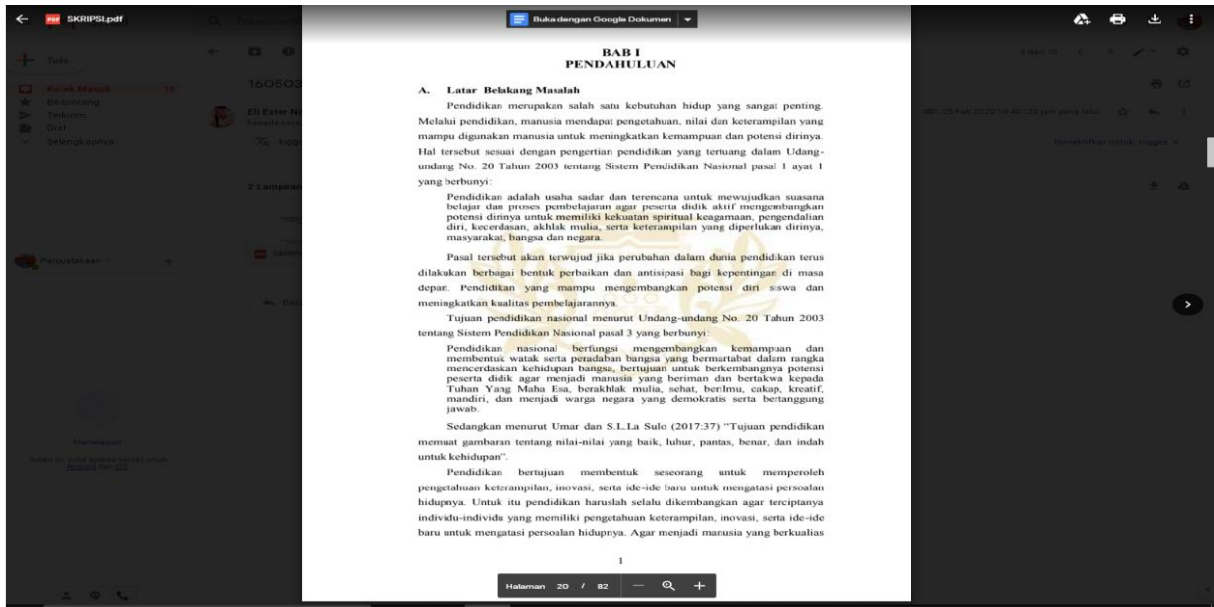 SKRIPSI.pdf
Buka dengan Google Dokumen
Tulis
Kotak Masuk
Berbintang
Terkirim
Draf
Selengkapnya
160503
2 Lampiran
Perpustakaan
BAB I
PENDAHULUAN
A. Latar Belakang Masalah
Pendidikan merupakan salah satu kebutuhan hidup yang sangat penting.
Melalui pendidikan, manusia mendapat pengetahuan, nilai dan keterampilan yang
mampu digunakan manusia untuk meningkatkan kemampuan dan potensi dirinya.
Hal tersebut sesuai dengan pengertian pendidikan yang tertuang dalam Udang-
undang No. 20 Tahun 2003 tentang Sistem Pendidikan Nasional pasal 1 ayat 1
yang berbunyi:
Pendidikan adalah usaha sadar dan terencana untuk mewujudkan suasana
belajar dan proses pembelajaran agar peserta didik aktif mengembangkan
potensi dirinya untuk memiliki kekuatan spiritual keagamaan, pengendalian
diri, kecerdasan, akhlak mulia, serta keterampilan yang diperlukan dirinya,
masyarakat, bangsa dan negara.
Pasal tersebut akan terwujud jika perubahan dalam dunia pendidikan terus
dilakukan berbagai bentuk perbaikan dan antisipasi bagi kepentingan di masa
depan. Pendidikan yang mampu mengembangkan potensi diri siswa dan
meningkatkan kualitas pembelajarannya.
Tujuan pendidikan nasional menurut Undang-undang No. 20 Tahun 2003
tentang Sistem Pendidikan Nasional pasal 3 yang berbunyi:
Pendidikan nasional berfungsi mengembangkan kemampuan dan
membentuk watak serta peradaban bangsa yang bermartabat dalam rangka
mencerdaskan kehidupan bangsa, bertujuan untuk berkembangnya potensi
peserta didik agar menjadi manusia yang beriman dan bertakwa kepada
Tuhan Yang Maha Esa, berakhlak mulia, sehat, berilmu, cakap, kreatif,
mandiri, dan menjadi warga negara yang demokratis serta bertanggung
jawab.
Sedangkan menurut Umar dan S.L.La Sulo (2017:37) “Tujuan pendidikan
memuat gambaran tentang nilai-nilai yang baik, luhur, pantas, benar, dan indah
untuk kehidupan”.
Pendidikan bertujuan membentuk seseorang untuk memperoleh
pengetahuan keterampilan, inovasi, serta ide-ide baru untuk mengatasi persoalan
hidupnya. Untuk itu pendidikan haruslah selalu dikembangkan agar terciptanya
individu-individu yang memiliki pengetahuan keterampilan, inovasi, serta ide-ide
baru untuk mengatasi persoalan hidupnya. Agar menjadi manusia yang berkualias
1
Halaman 20 / 82